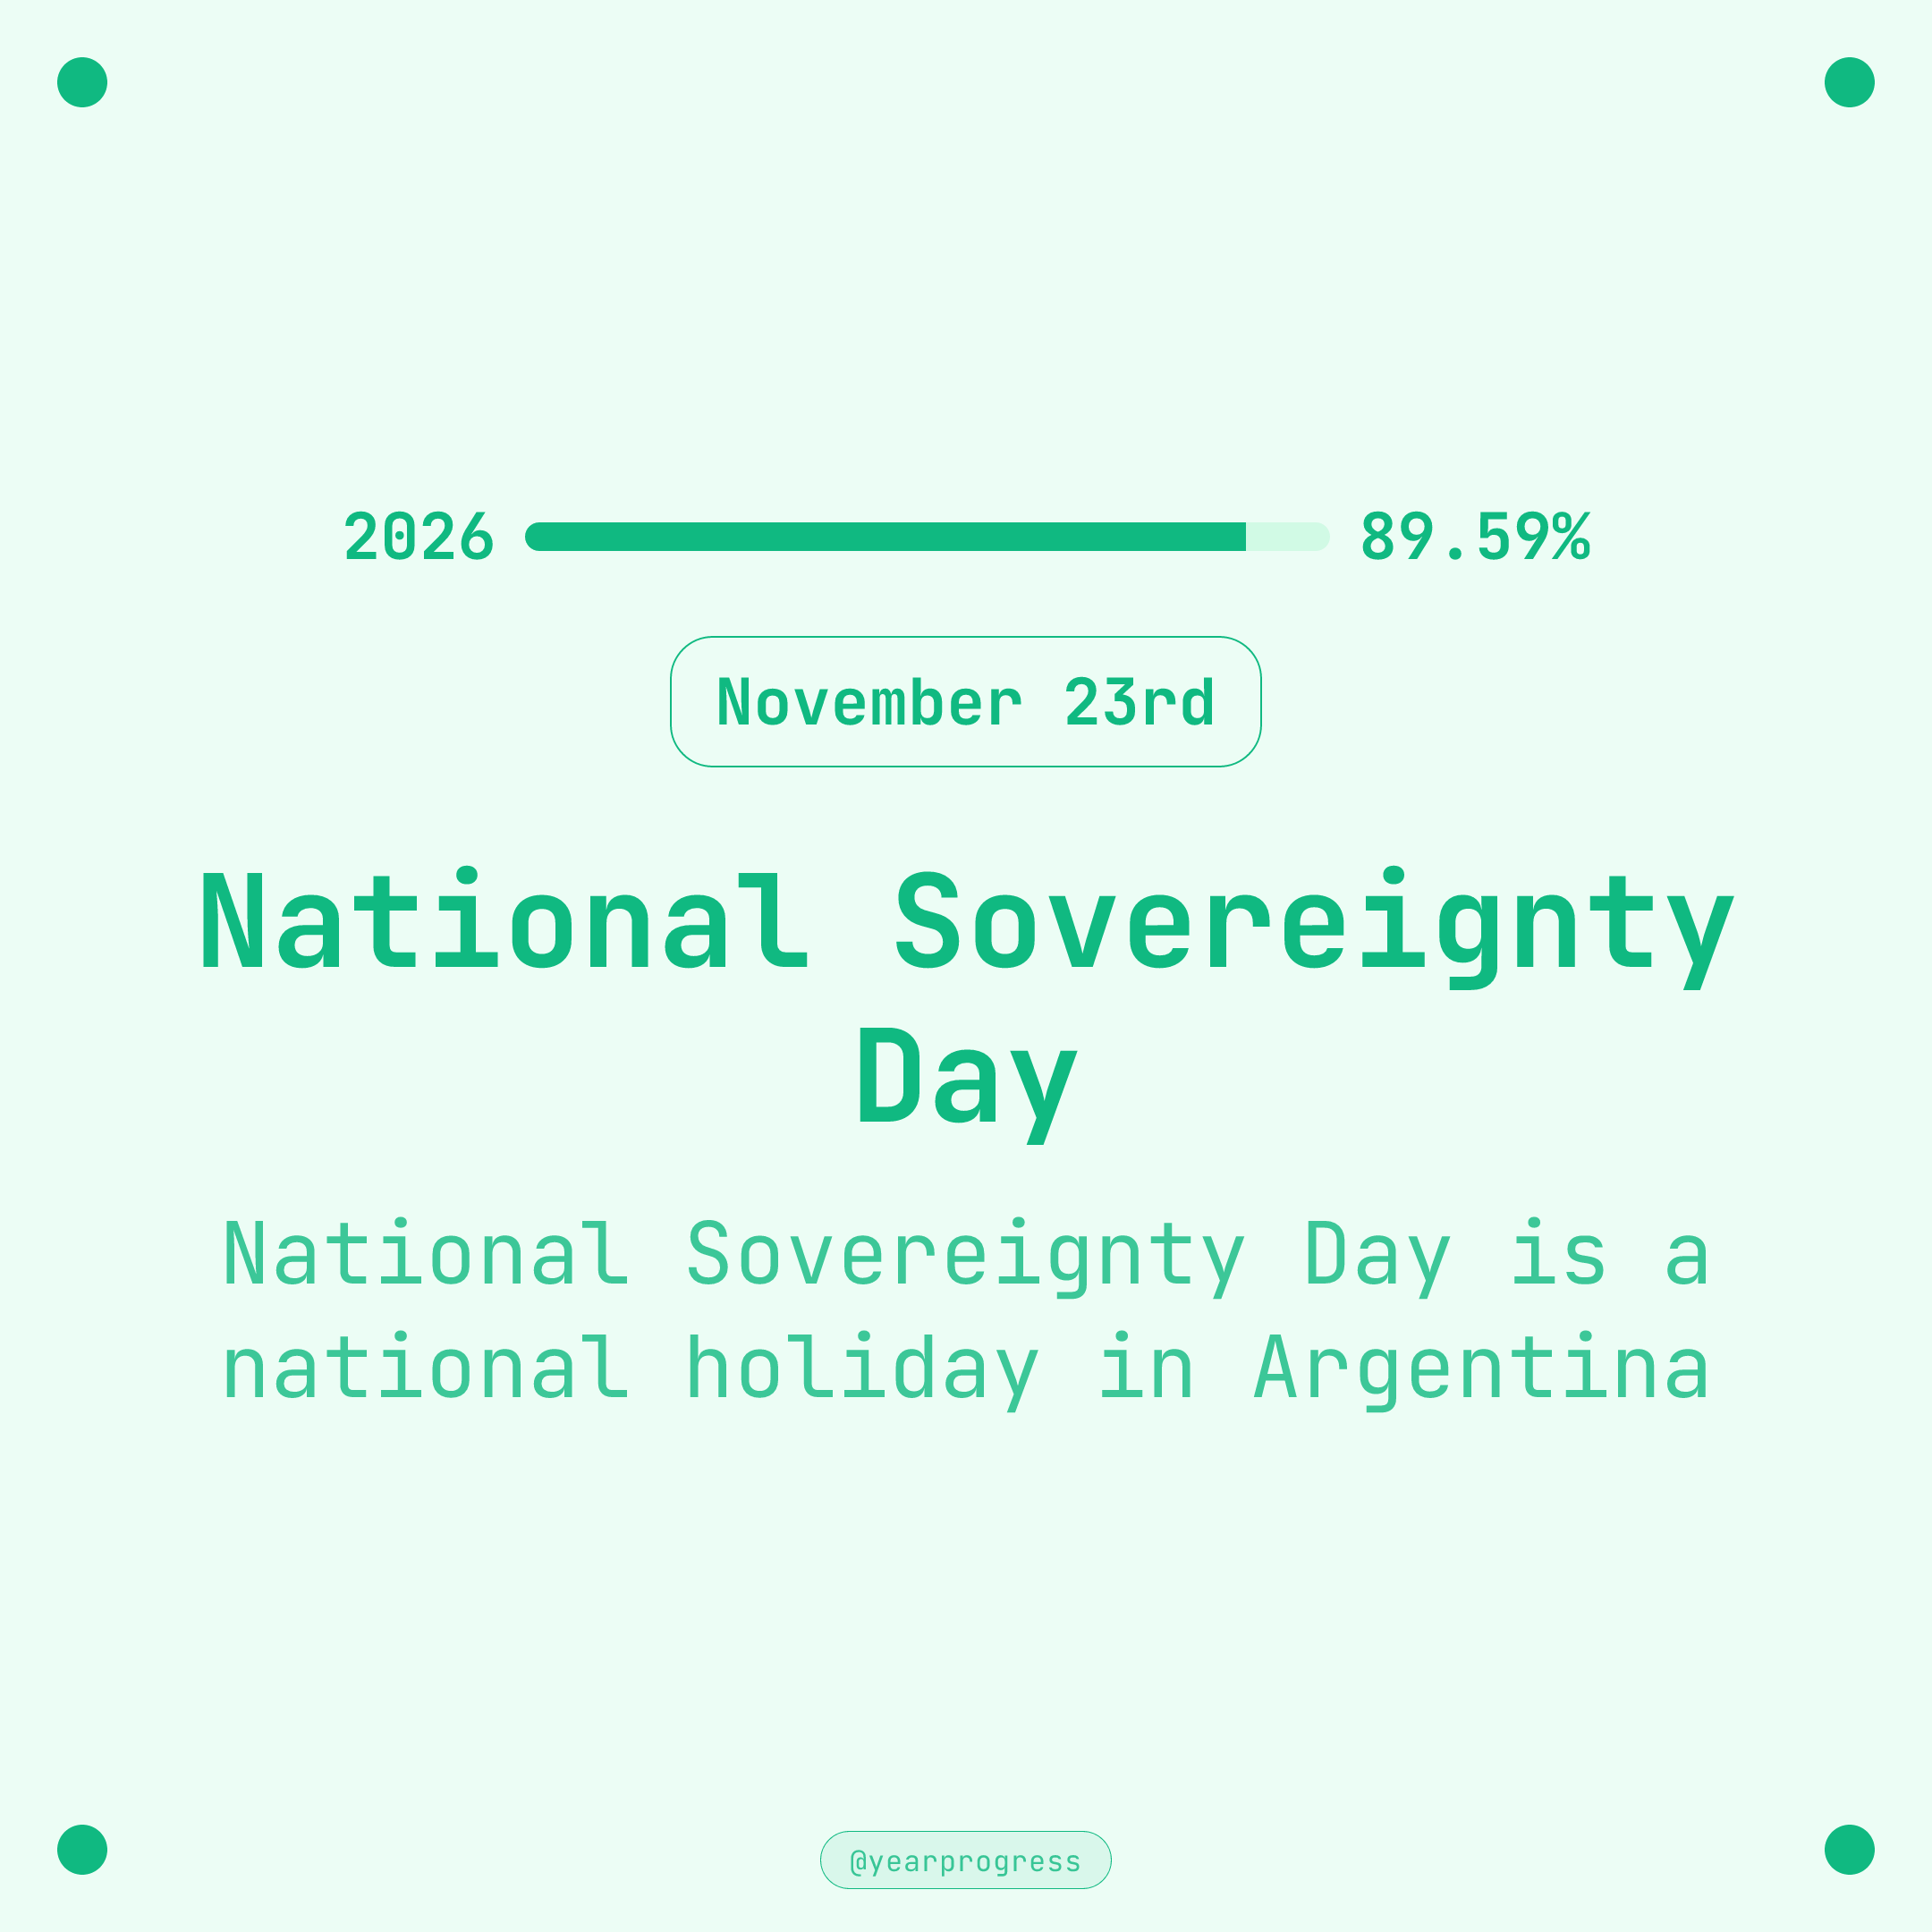 2026 89.59%
November 23rd
National Sovereignty
Day
National Sovereignty Day is a
national holiday in Argentina
@yearprogress